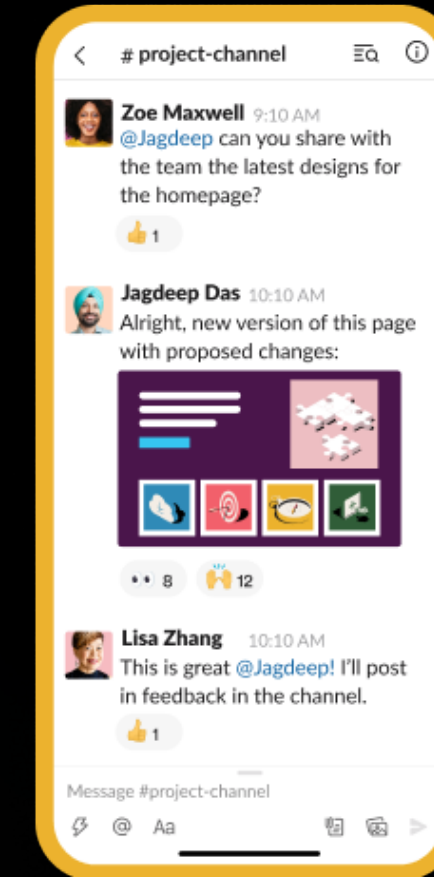 # project-channel
Zoe Maxwell 9:10 AM
@Jagdeep can you share with
the team the latest designs for
the homepage?
1
Jagdeep Das 10:10 AM
Alright, new version of this page
with proposed changes:
8 12
Lisa Zhang 10:10 AM
This is great @Jagdeep! I'll post
in feedback in the channel.
1
Message #project-channel
@ Aa